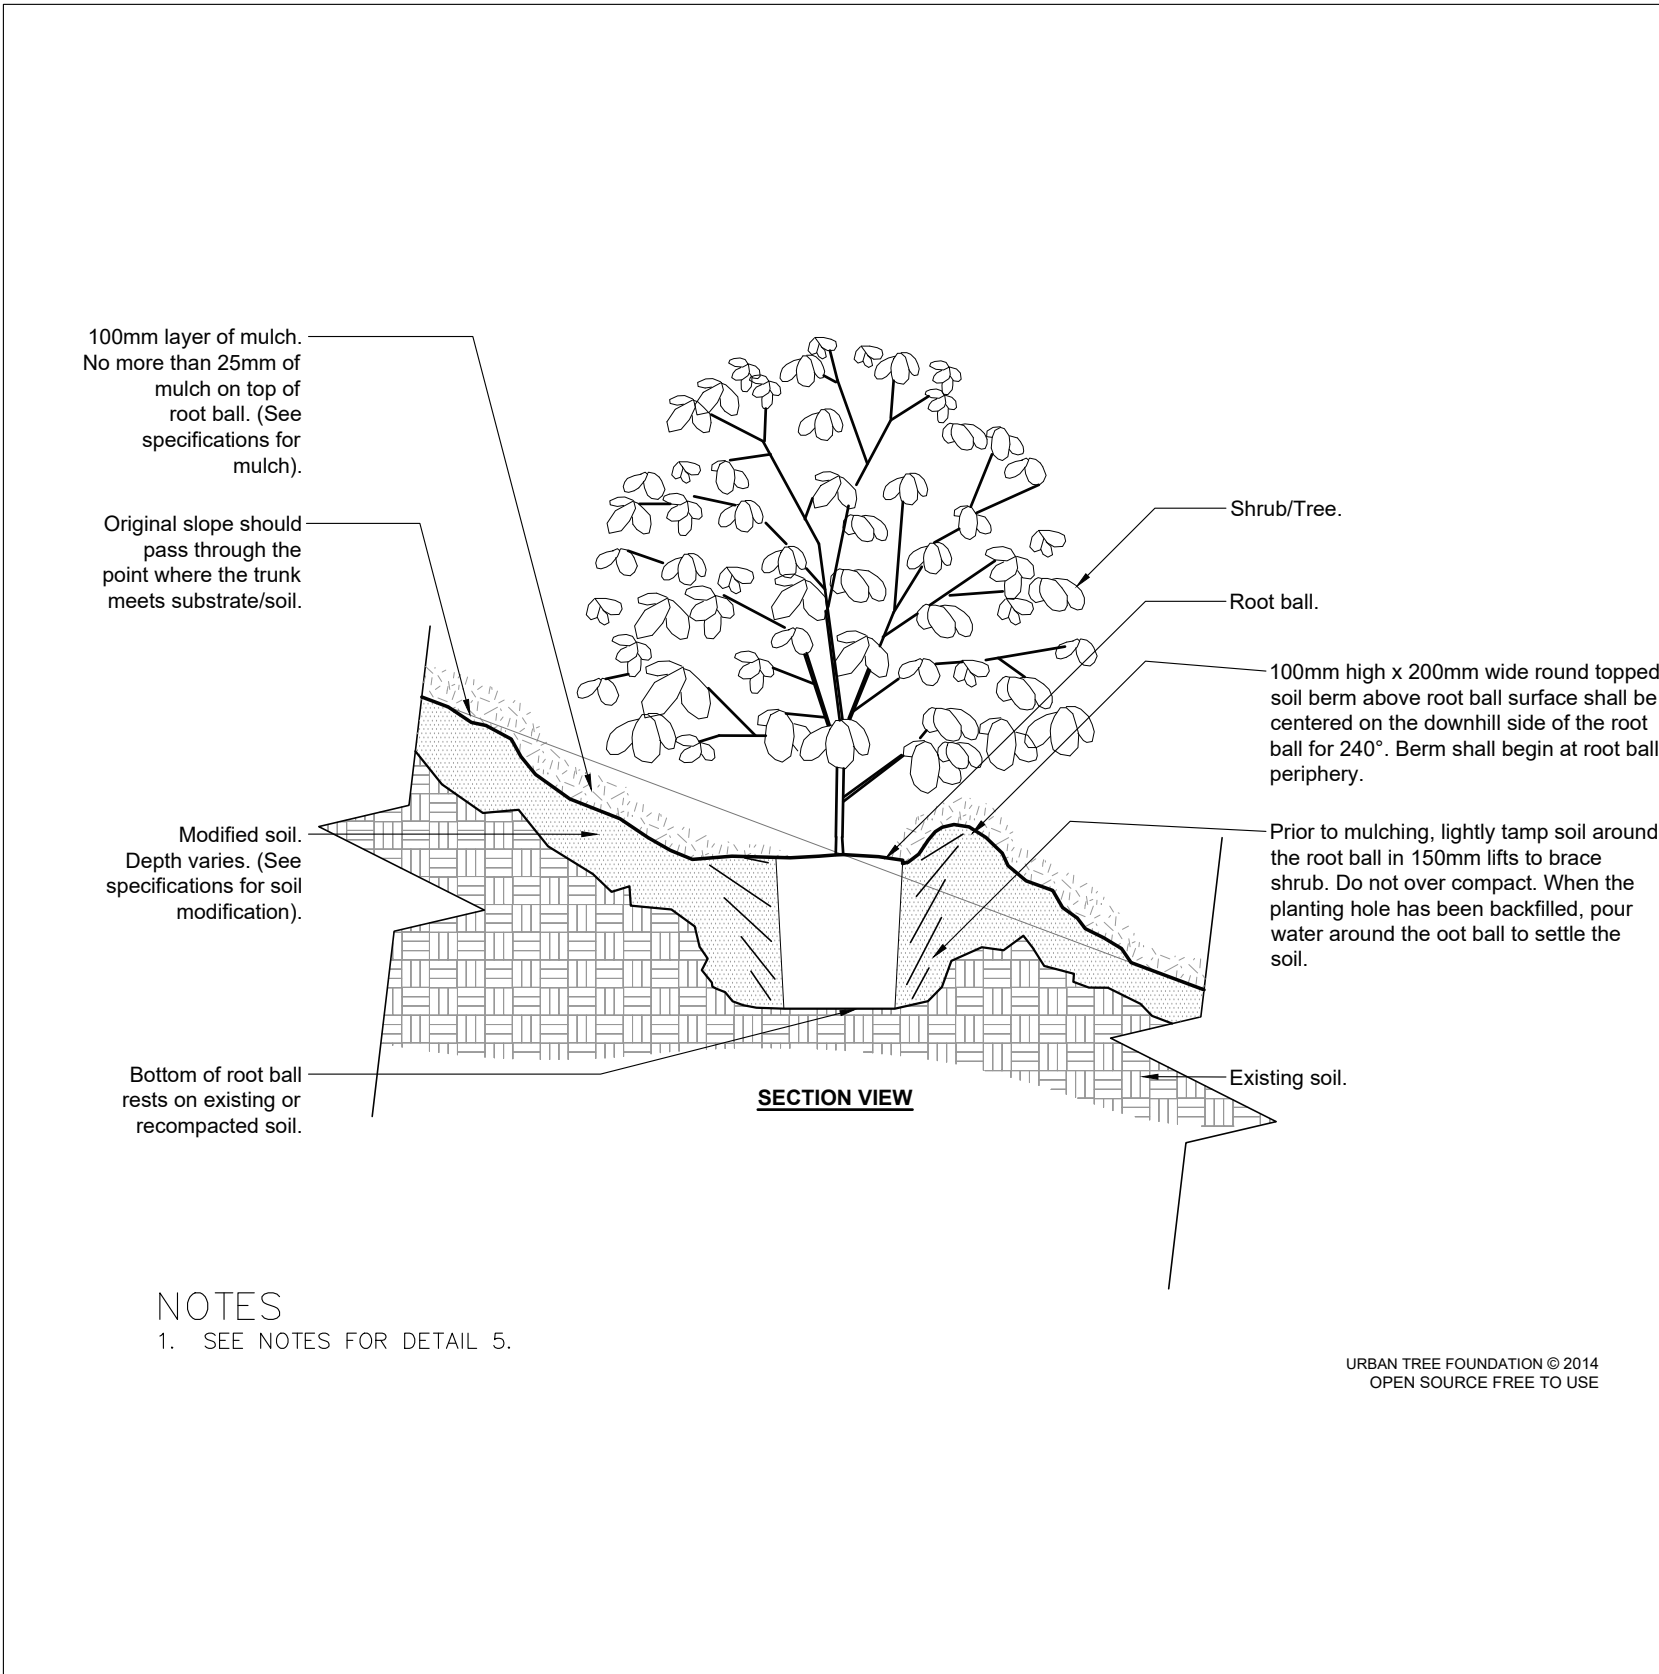 100mm layer of mulch.
No more than 25mm of
mulch on top of
root ball. (See
specifications for
mulch).
Original slope should
pass through the
point where the trunk
meets substrate/soil.
Modified soil.
Depth varies. (See
specifications for soil
modification).
Bottom of root ball
rests on existing or
recompacted soil.
Shrub/Tree.
Root ball.
100mm high x 200mm wide round topped
soil berm above root ball surface shall be
centered on the downhill side of the root
ball for 240°. Berm shall begin at root ball
periphery.
Prior to mulching, lightly tamp soil around
the root ball in 150mm lifts to brace
shrub. Do not over compact. When the
planting hole has been backfilled, pour
water around the oot ball to settle the
soil.
Existing soil.
SECTION VIEW
NOTES
1. SEE NOTES FOR DETAIL 5.
URBAN TREE FOUNDATION © 2014
OPEN SOURCE FREE TO USE